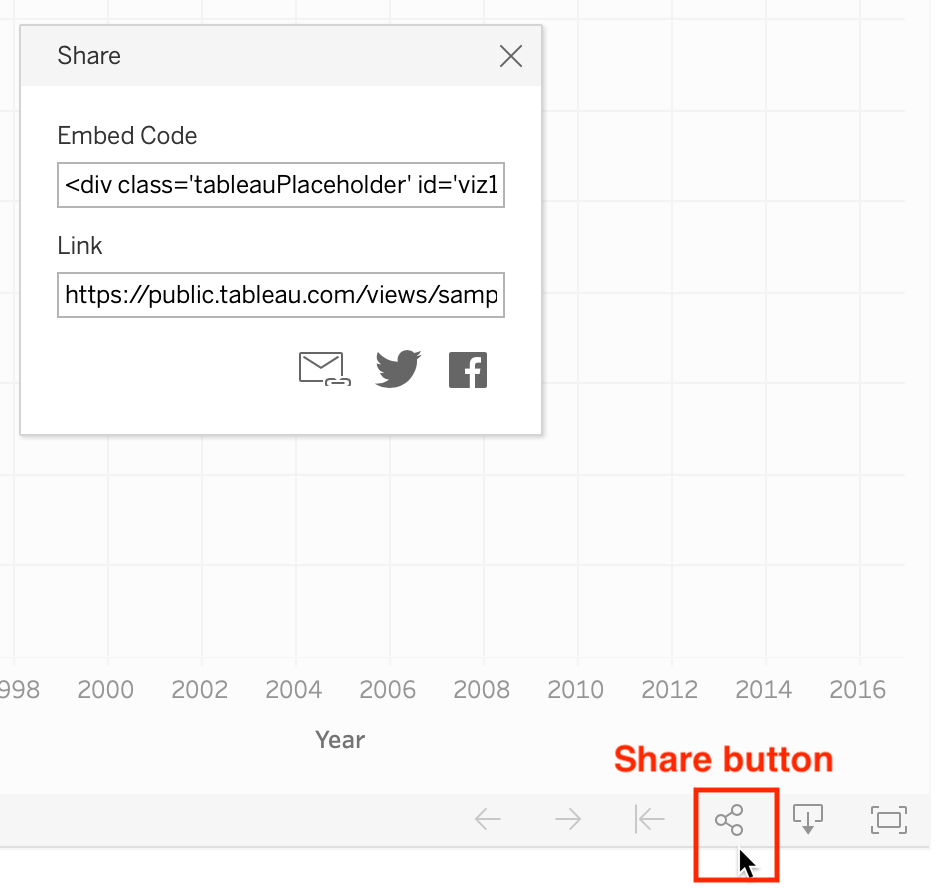 Share
Embed Code
<div class='tableauPlaceholder' id='viz1
Link
https://public.tableau.com/views/samp
998 2000 2002 2004 2006 2008 2010 2012 2014 2016
Year
Share button